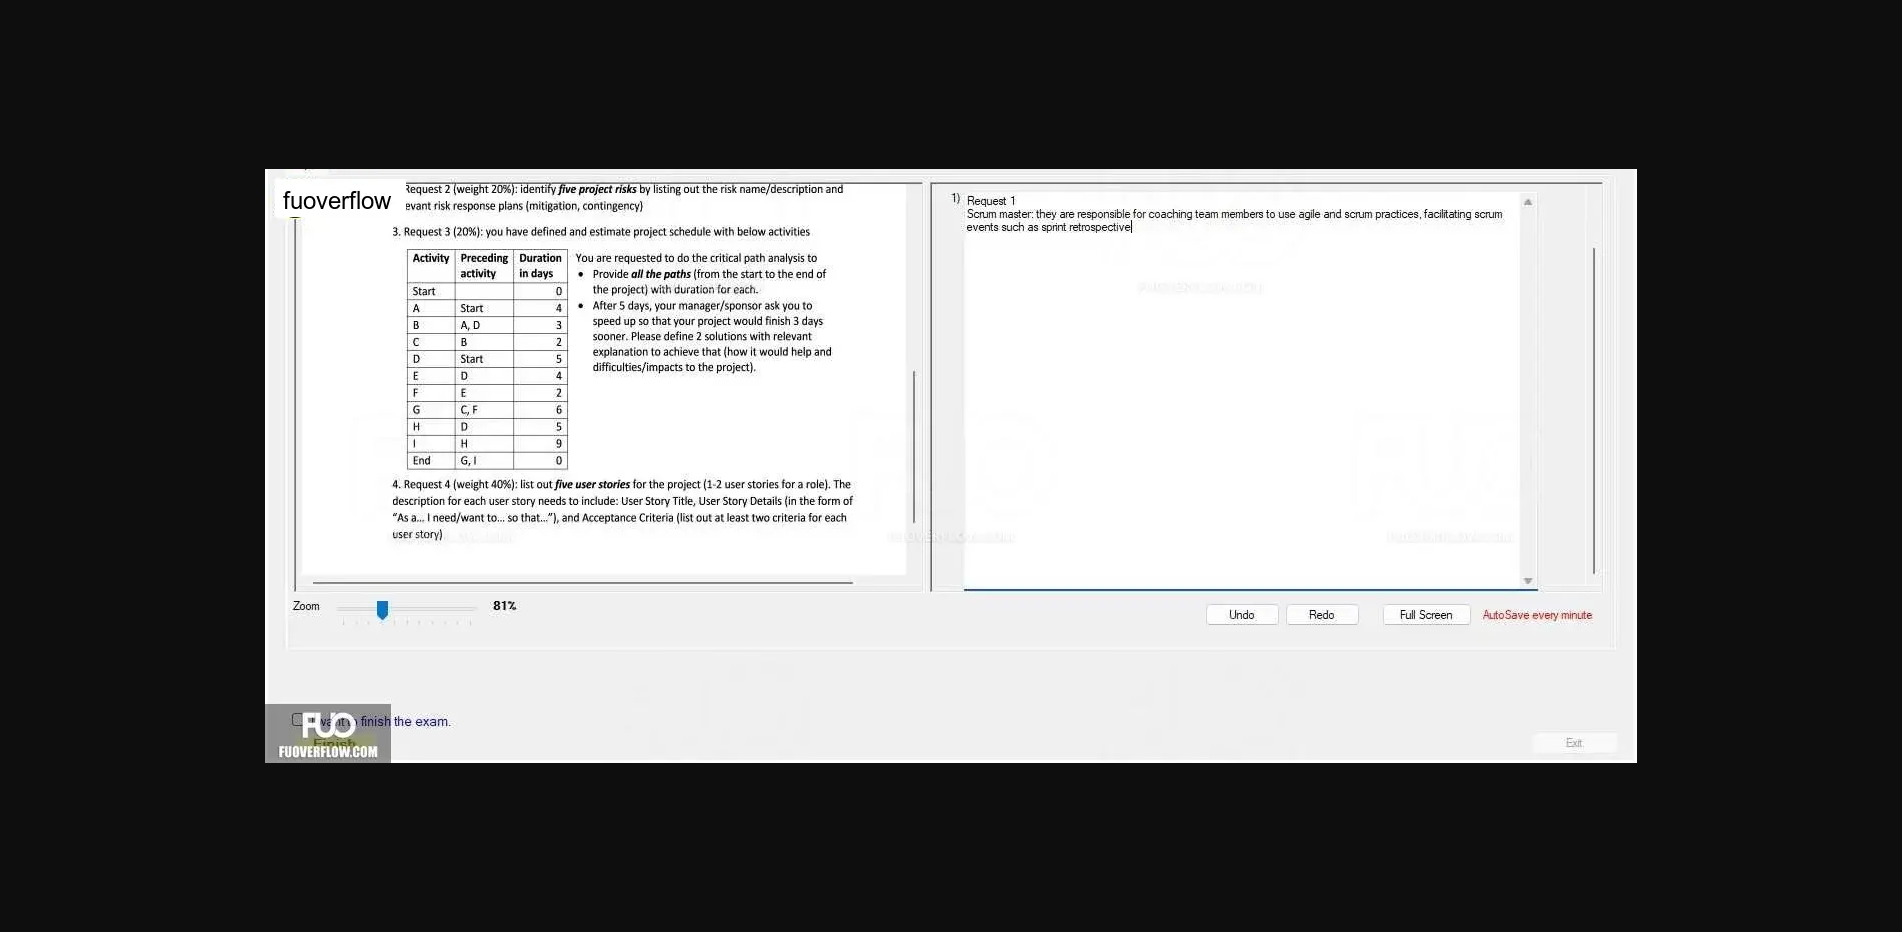 fuoverflow
Request 2 (weight 20%): identify five project risks by listing out the risk name/description and
evant risk response plans (mitigation, contingency)
3. Request 3 (20%): you have defined and estimate project schedule with below activities
Activity Preceding activity Duration in days
Start 0
A Start 4
B A, D 3
C B 2
D Start 5
E D 4
F E 2
G C, F 6
H D 5
I H 9
End G, I 0
You are requested to do the critical path analysis to
• Provide all the paths (from the start to the end of
the project) with duration for each.
• After 5 days, your manager/sponsor ask you to
speed up so that your project would finish 3 days
sooner. Please define 2 solutions with relevant
explanation to achieve that (how it would help and
difficulties/impacts to the project).
4. Request 4 (weight 40%): list out five user stories for the project (1-2 user stories for a role). The
description for each user story needs to include: User Story Title, User Story Details (in the form of
“As a... I need/want to... so that...”), and Acceptance Criteria (list out at least two criteria for each
user story)
1) Request 1
Scrum master: they are responsible for coaching team members to use agile and scrum practices, facilitating scrum
events such as sprint retrospective
Zoom 81%
Undo Redo Full Screen AutoSave every minute
I want to finish the exam.
Finish
FUO
FUOVERFLOW.COM
Exit